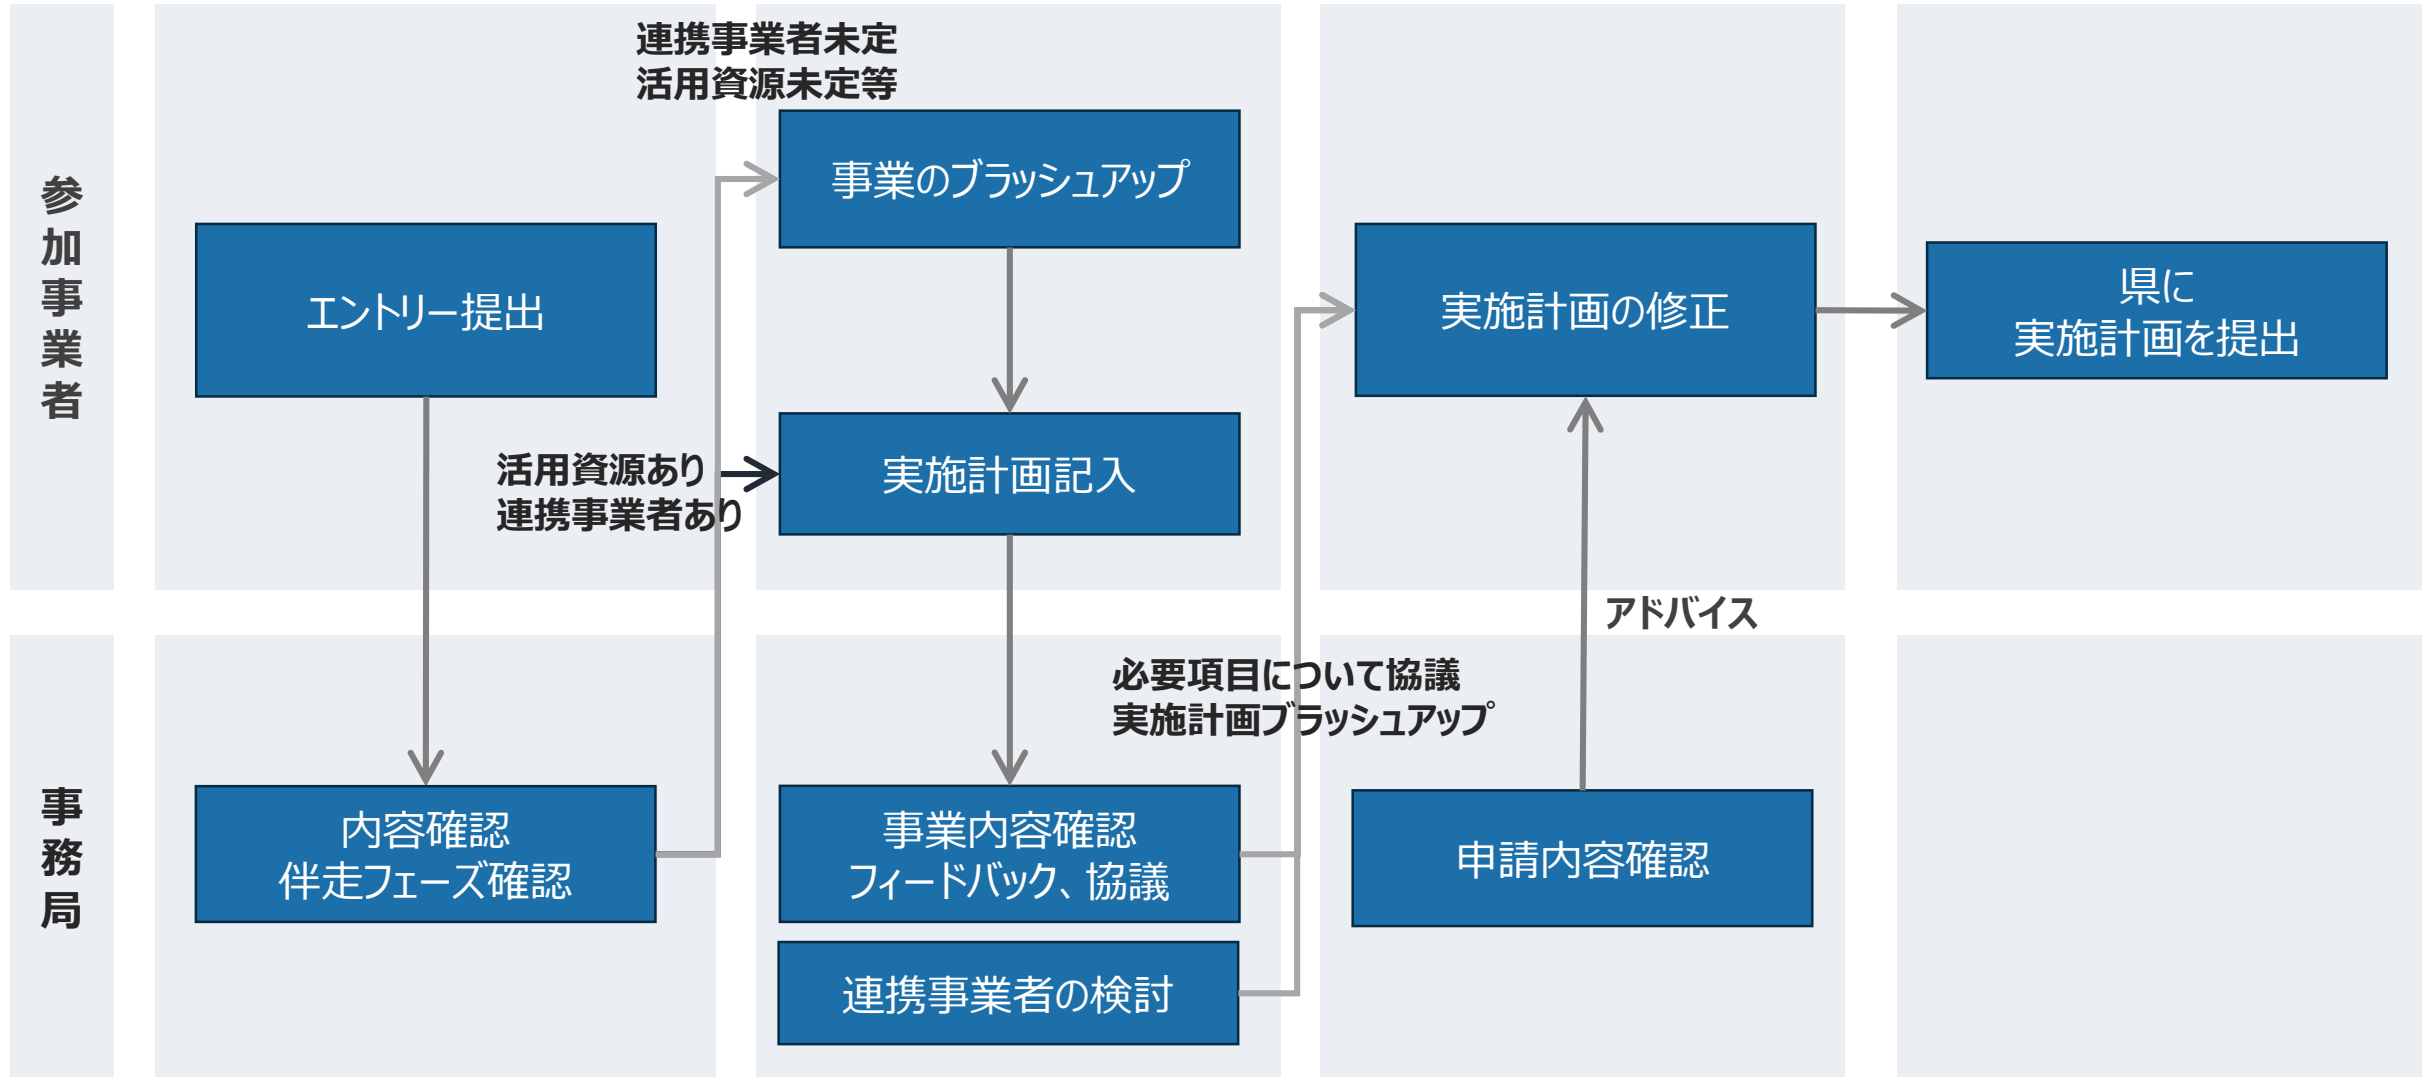 参加事業者
連携事業者未定
活用資源未定等
事業のブラッシュアップ
エントリー提出
実施計画の修正
県に
実施計画を提出
活用資源あり
連携事業者あり
実施計画記入
アドバイス
事務局
必要項目について協議
実施計画ブラッシュアップ
内容確認
伴走フェーズ確認
事業内容確認
フィードバック、協議
申請内容確認
連携事業者の検討